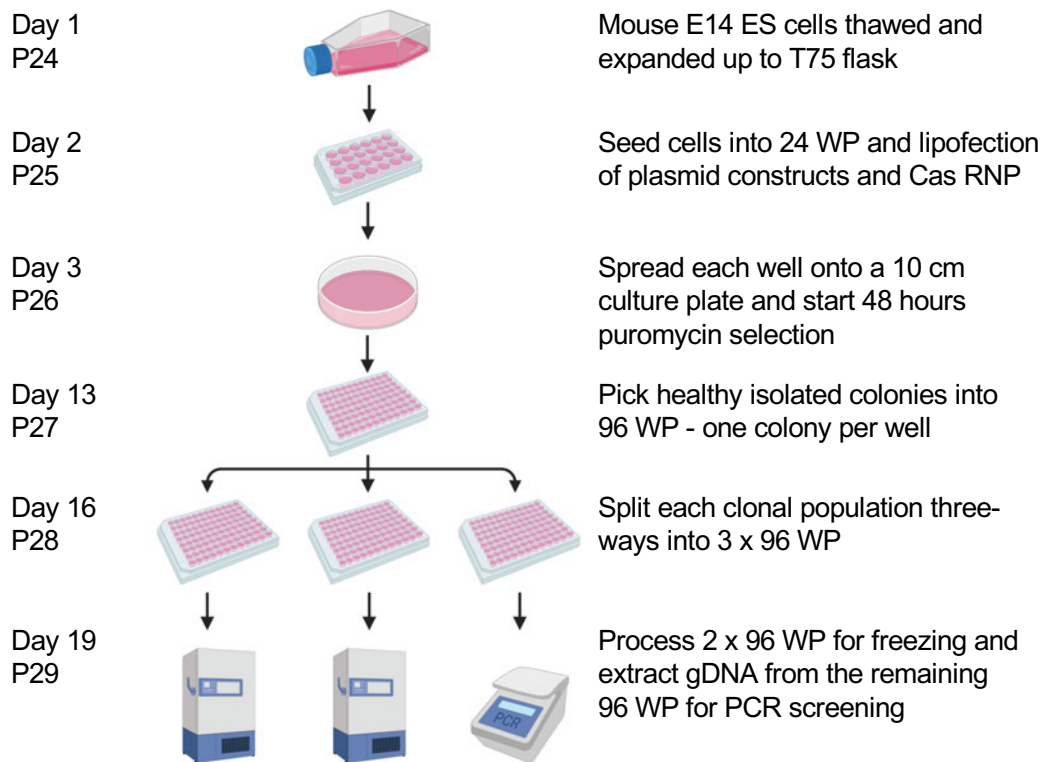 Day 1
P24
Mouse E14 ES cells thawed and
expanded up to T75 flask
Day 2
P25
Seed cells into 24 WP and lipofection
of plasmid constructs and Cas RNP
Day 3
P26
Spread each well onto a 10 cm
culture plate and start 48 hours
puromycin selection
Day 13
P27
Pick healthy isolated colonies into
96 WP - one colony per well
Day 16
P28
Split each clonal population three-
ways into 3 x 96 WP
Day 19
P29
PCR
Process 2 x 96 WP for freezing and
extract gDNA from the remaining
96 WP for PCR screening